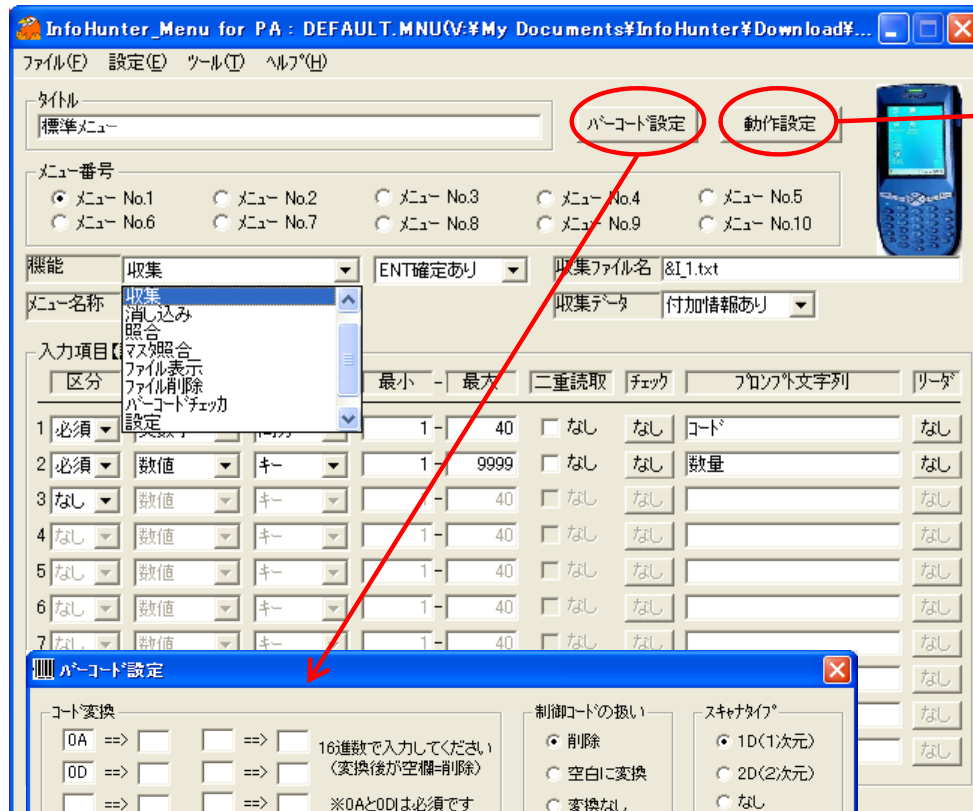 InfoHunter_Menu for PA : DEFAULT.MNU(V:¥My Documents¥InfoHunter¥Download¥...
ﾌｧｲﾙ(F) 設定(E) ﾂｰﾙ(T) ﾍﾙﾌﾟ(H)
ﾀｲﾄﾙ
標準ﾒﾆｭｰ
ﾊﾞｰｺｰﾄﾞ設定 動作設定
ﾒﾆｭｰ番号
ﾒﾆｭｰ No.1 ﾒﾆｭｰ No.2 ﾒﾆｭｰ No.3 ﾒﾆｭｰ No.4 ﾒﾆｭｰ No.5
ﾒﾆｭｰ No.6 ﾒﾆｭｰ No.7 ﾒﾆｭｰ No.8 ﾒﾆｭｰ No.9 ﾒﾆｭｰ No.10
機能 収集 ENT確定あり 収集ﾌｧｲﾙ名 &I_1.txt
ﾒﾆｭｰ名称 収集ﾃﾞｰﾀ 付加情報あり
収集
消し込み
照合
ﾏｽﾀ照合
ﾌｧｲﾙ表示
ﾌｧｲﾙ削除
ﾊﾞｰｺｰﾄﾞﾁｪｯｶ
設定
入力項目
区分 最小 - 最大 二重読取 ﾁｪｯｸ ﾌﾟﾛﾝﾌﾟﾄ文字列 ﾘｰﾀﾞ
1 必須 1 - 40 なし なし ｺｰﾄﾞ なし
2 必須 数値 ｷｰ 1 - 9999 なし なし 数量 なし
3 なし 数値 ｷｰ 1 - 40 なし なし なし
4 なし 数値 ｷｰ 1 - 40 なし なし なし
5 なし 数値 ｷｰ 1 - 40 なし なし なし
6 なし 数値 ｷｰ 1 - 40 なし なし なし
7 なし 数値 ｷｰ 1 - 40 なし なし なし
なし
なし
なし
ﾊﾞｰｺｰﾄﾞ設定
ｺｰﾄﾞ変換
0A ==> ==>
0D ==> ==>
==> ==>
16進数で入力してください
(変換後が空欄=削除)
※0Aと0Dは必須です
制御ｺｰﾄﾞの扱い
削除
空白に変換
変換なし
ｽｷｬﾅﾀｲﾌﾟ
1D(1次元)
2D(2次元)
なし